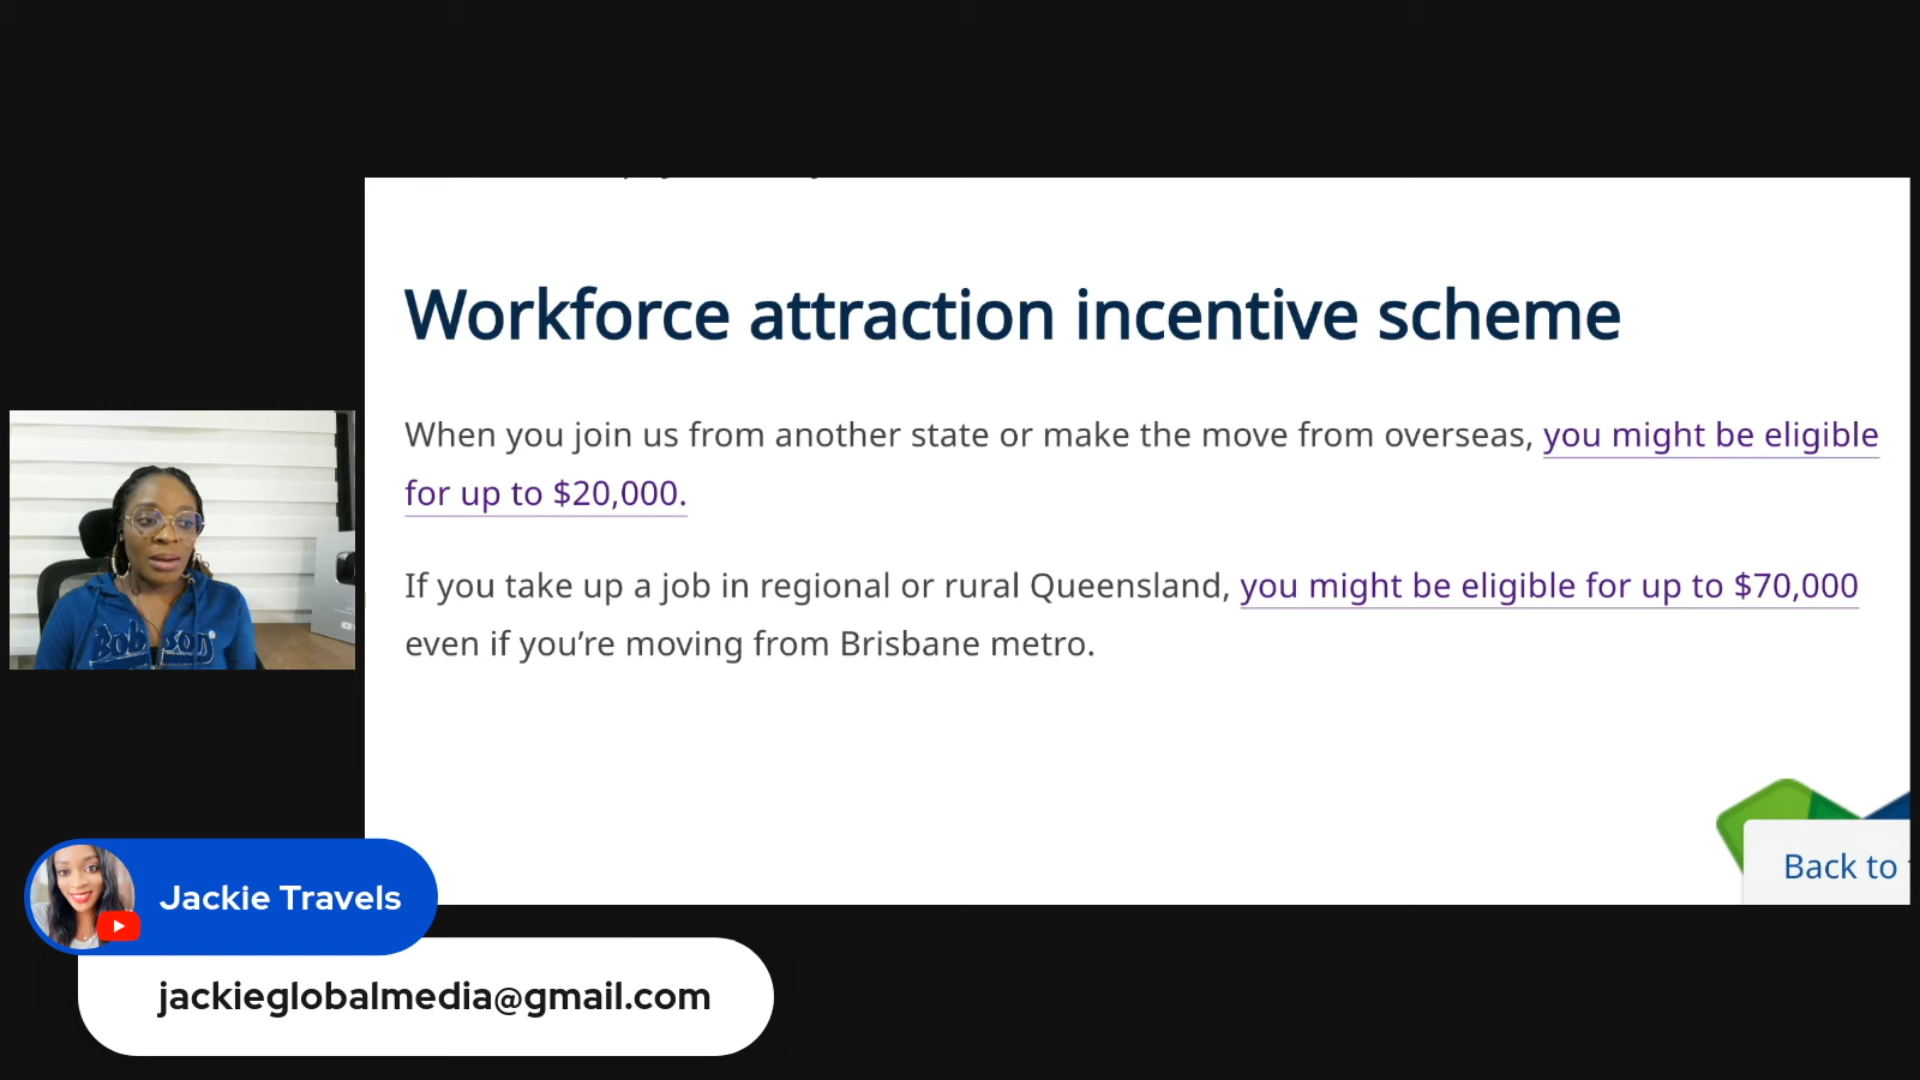 Workforce attraction incentive scheme
When you join us from another state or make the move from overseas, you might be eligible
for up to $20,000.
If you take up a job in regional or rural Queensland, you might be eligible for up to $70,000
even if you’re moving from Brisbane metro.
Back to
Jackie Travels
jackieglobalmedia@gmail.com